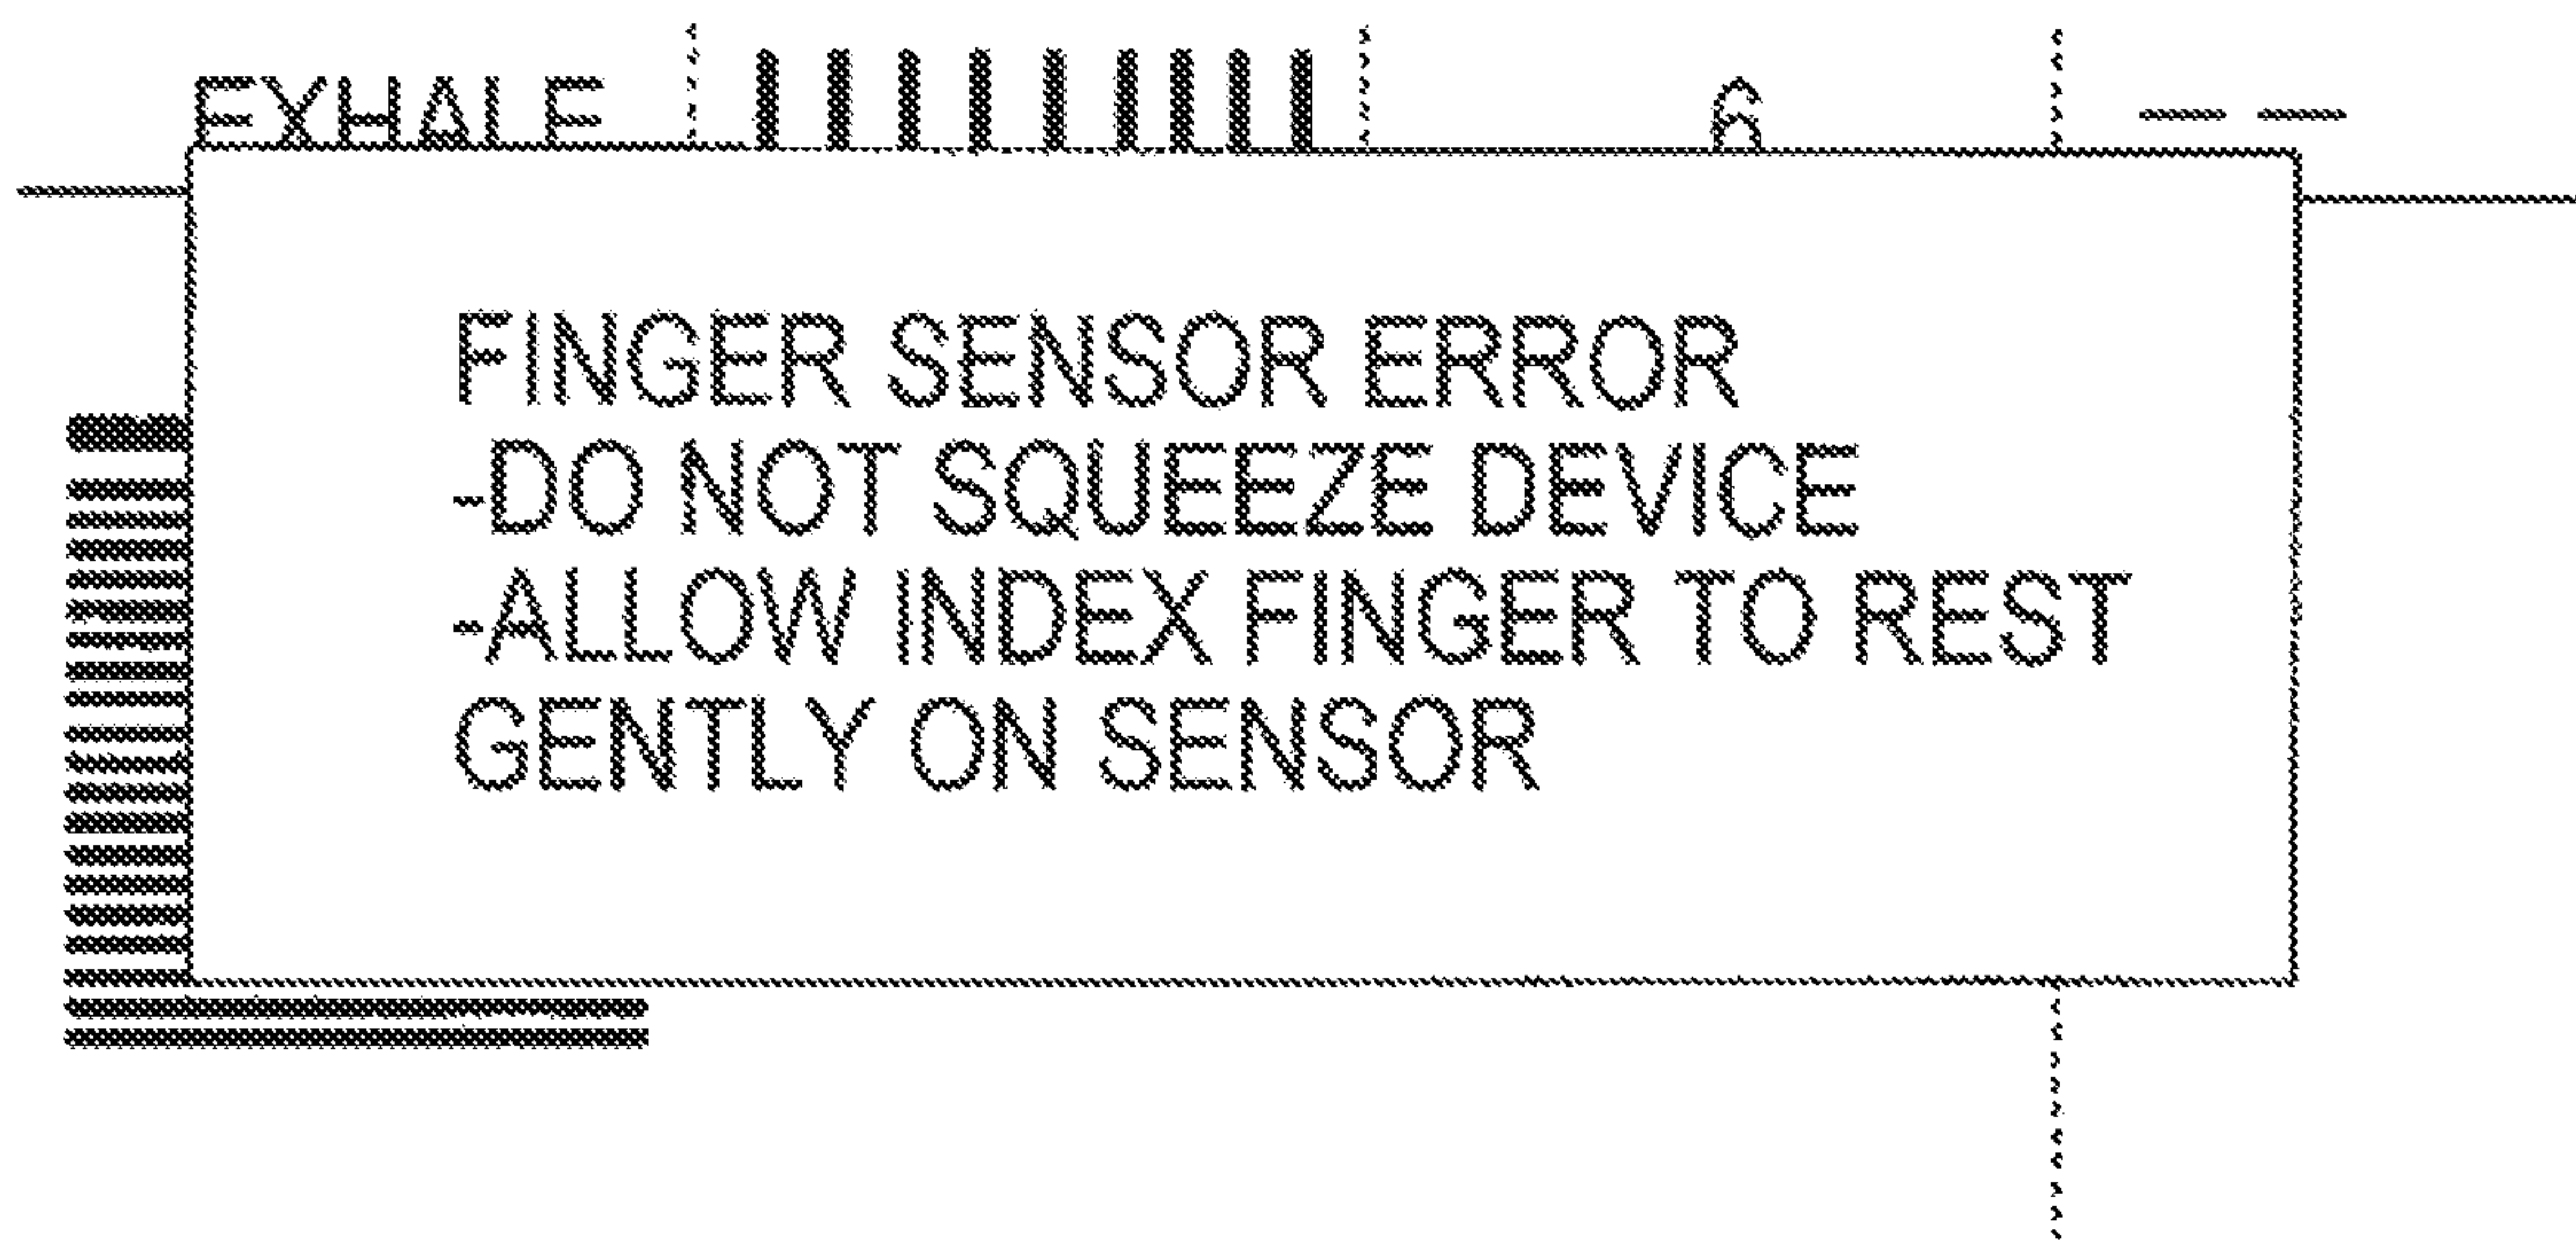 EXHALE 6 -- --
FINGER SENSOR ERROR
-DO NOT SQUEEZE DEVICE
-ALLOW INDEX FINGER TO REST
GENTLY ON SENSOR